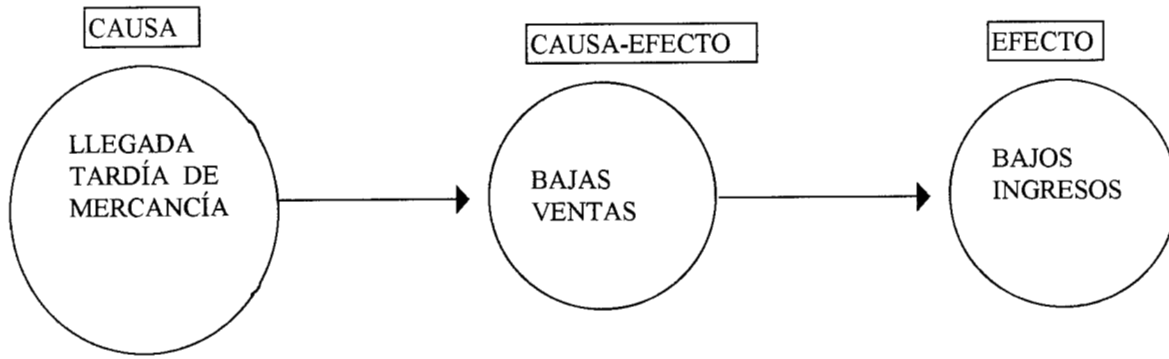 CAUSA
CAUSA-EFECTO
EFECTO
LLEGADA
TARDÍA DE
MERCANCÍA
BAJAS
VENTAS
BAJOS
INGRESOS